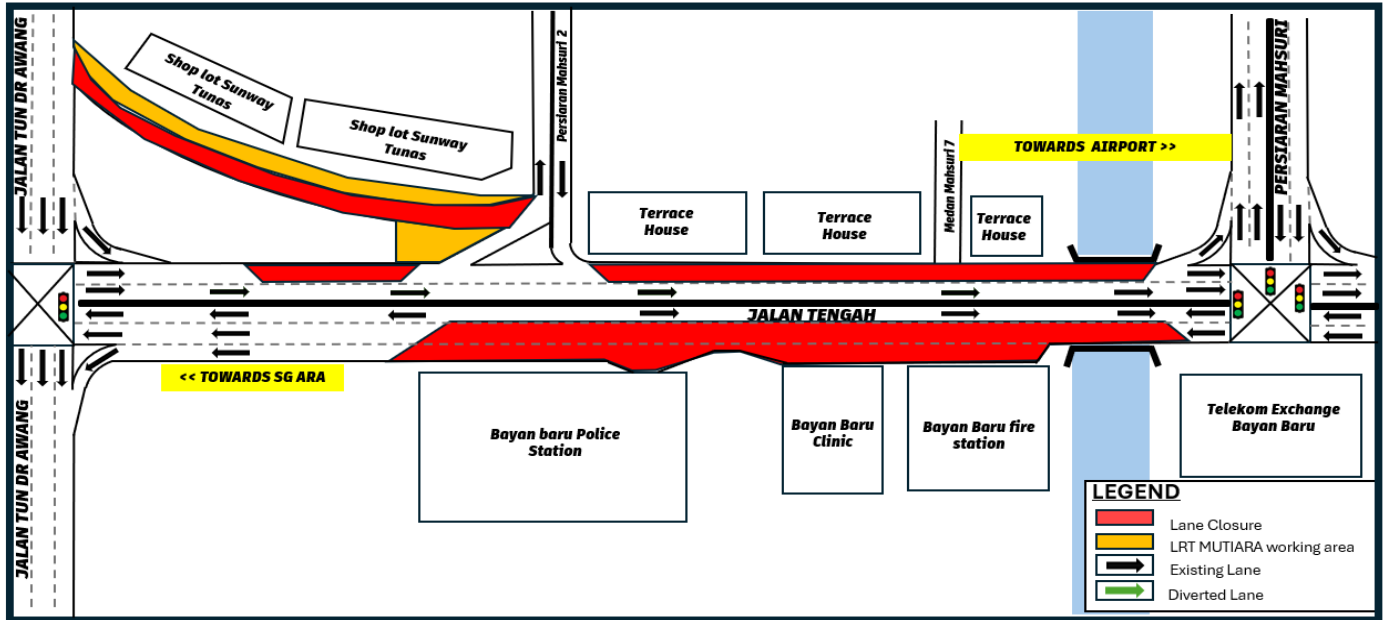 JALAN TUN DR AWANG
Shop lot Sunway
Tunas
Shop lot Sunway
Tunas
Persiaran Mahsuri 2
Medan Mahsuri 7
TOWARDS AIRPORT >>
PERSIARAN MAHSURI
Terrace
House
Terrace
House
Terrace
House
JALAN TENGAH
<< TOWARDS SG ARA
JALAN TUN DR AWANG
Bayan baru Police
Station
Bayan Baru
Clinic
Bayan Baru fire
station
Telekom Exchange
Bayan Baru
LEGEND
Lane Closure
LRT MUTIARA working area
Existing Lane
Diverted Lane